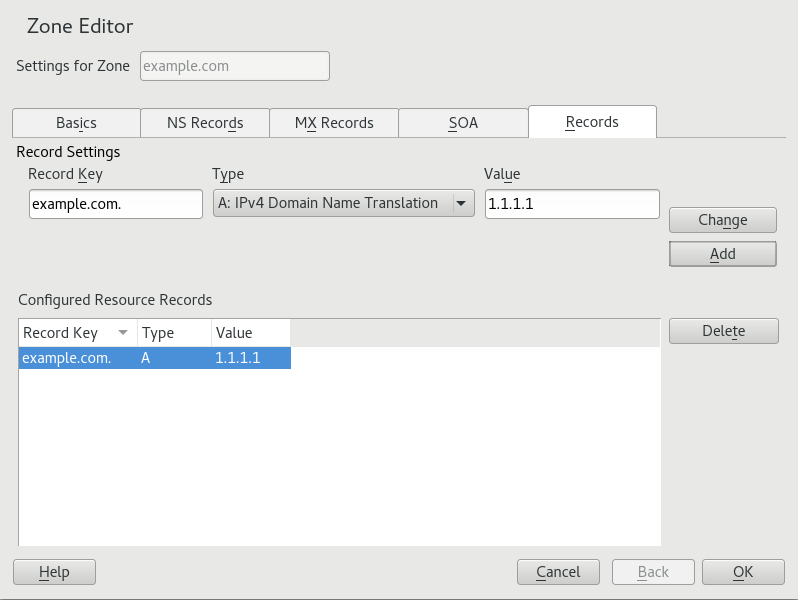 Zone Editor
Settings for Zone example.com
Basics NS Records MX Records SOA Records
Record Settings
Record Key Type Value
example.com. A: IPv4 Domain Name Translation 1.1.1.1
Change
Add
Configured Resource Records
Record Key Type Value Delete
example.com. A 1.1.1.1
Help Cancel Back OK